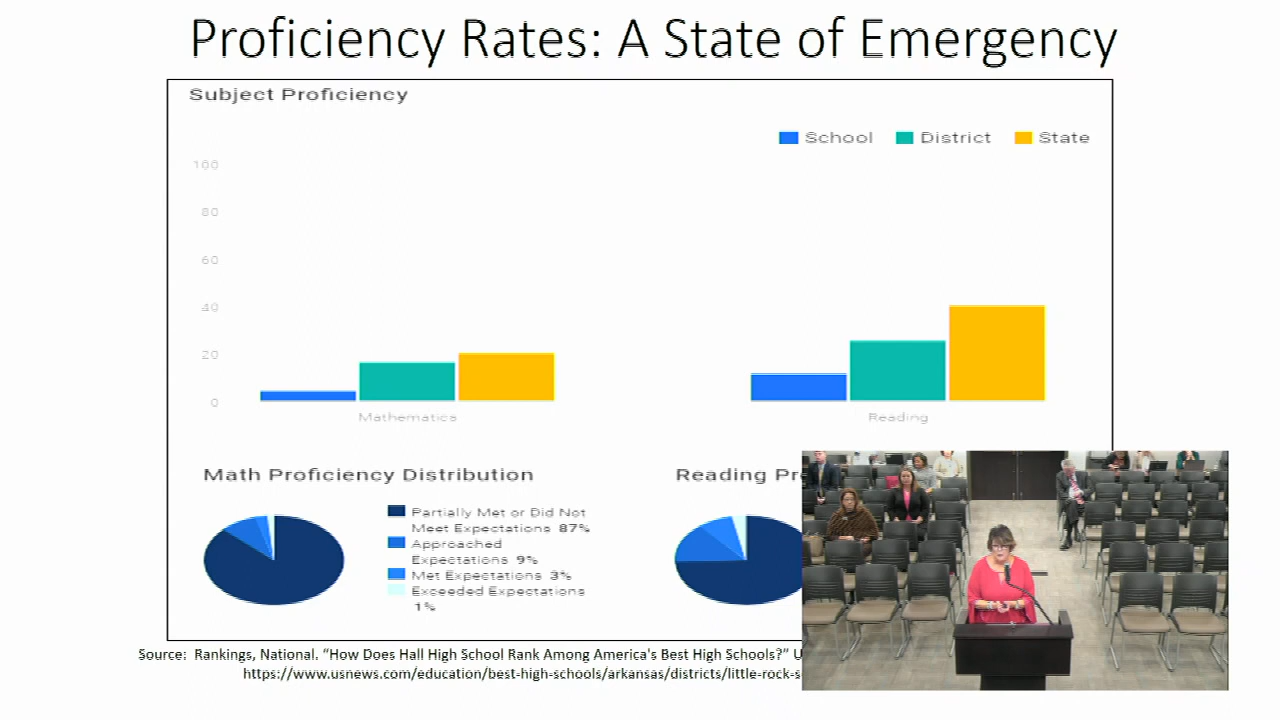 Proficiency Rates: A State of Emergency
Subject Proficiency
School District State
100
80
60
40
20
0
Mathematics Reading
Math Proficiency Distribution
Partially Met or Did Not
Meet Expectations 87%
Approached
Expectations 9%
Met Expectations 3%
Exceeded Expectations
1%
Reading
Source: Rankings, National. “How Does Hall High School Rank Among America's Best High Schools?”
https://www.usnews.com/education/best-high-schools/arkansas/districts/little-rock-s